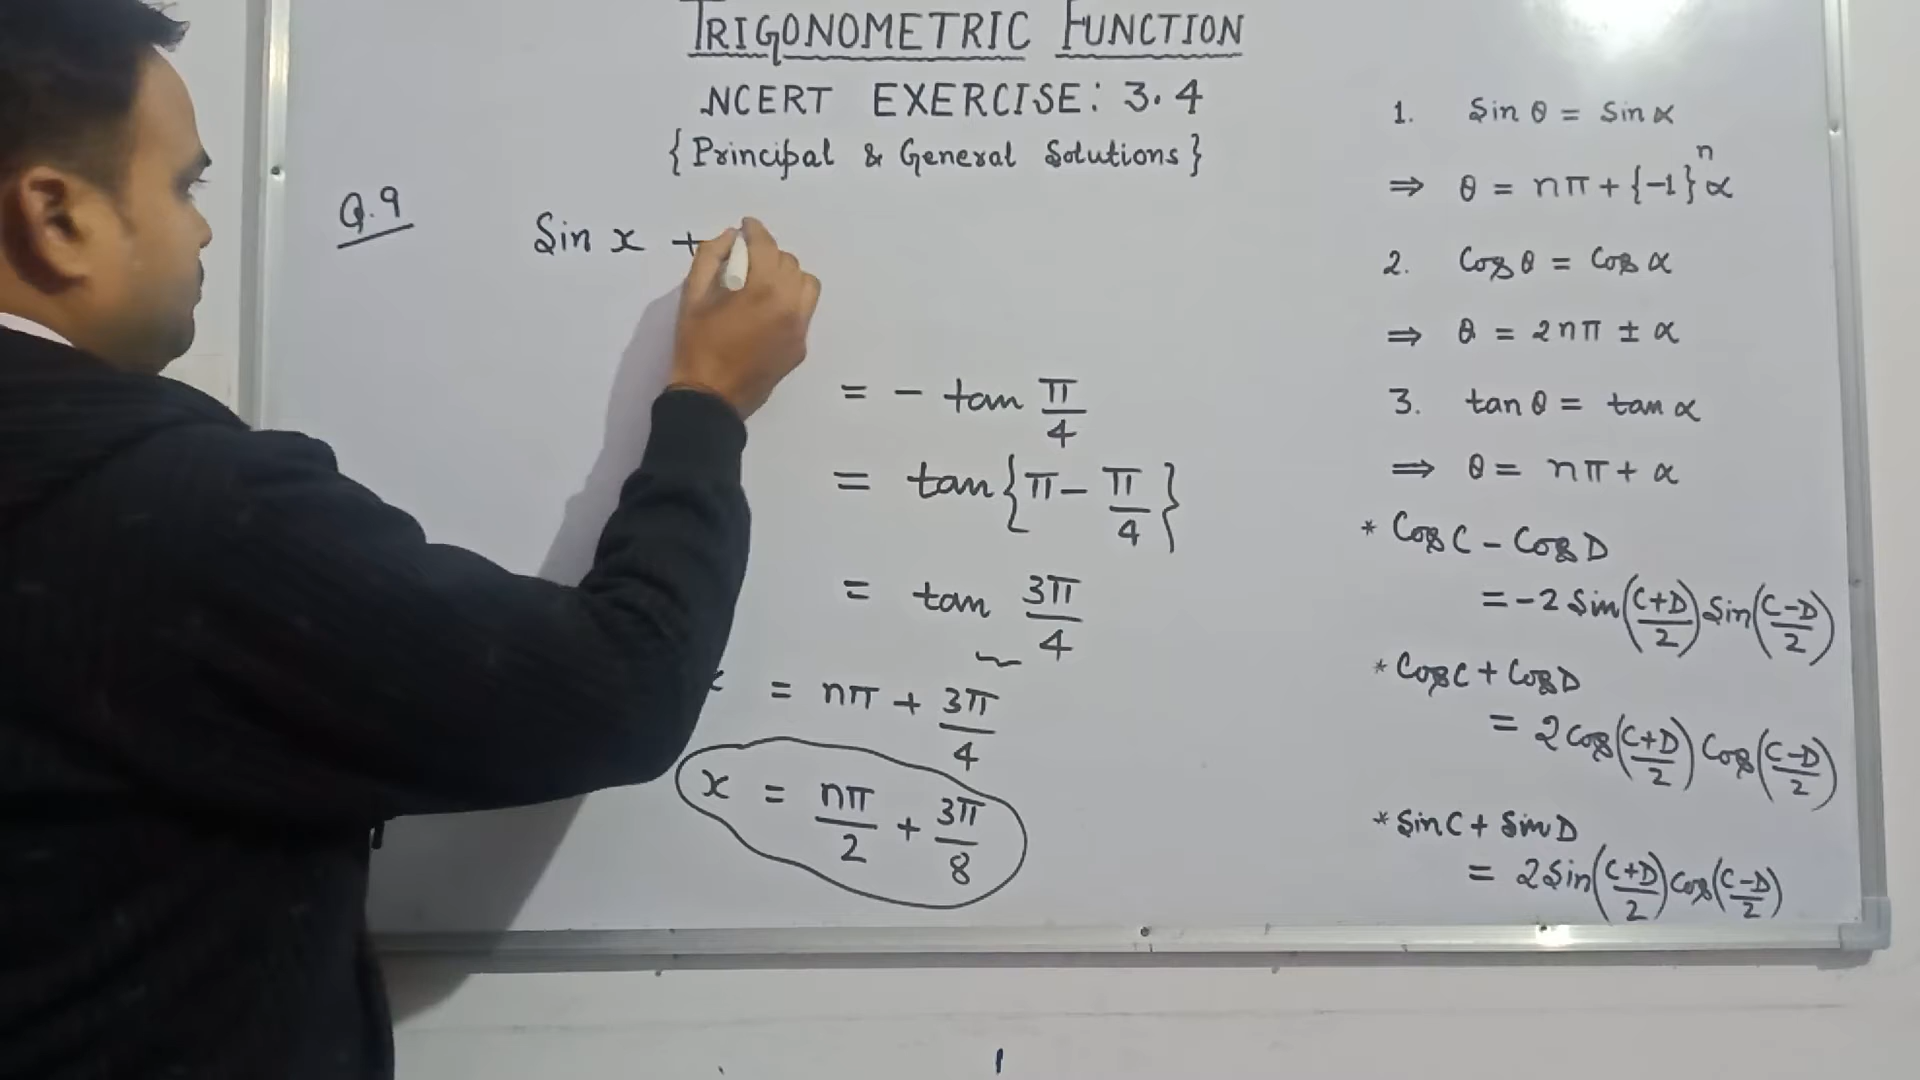 TRIGONOMETRIC FUNCTION
NCERT EXERCISE: 3.4
{Principal & General Solutions}
Q.9
Sin x +
= - tan π/4
= tan{π - π/4}
= tan 3π/4
= nπ + 3π/4
x = nπ/2 + 3π/8
1. Sin θ = Sin α
⇒ θ = nπ + {-1}ⁿ α
2. Cos θ = Cos α
⇒ θ = 2nπ ± α
3. tan θ = tan α
⇒ θ = nπ + α
* Cos C - Cos D
= -2 Sin((C+D)/2) Sin((C-D)/2)
* Cos C + Cos D
= 2 Cos((C+D)/2) Cos((C-D)/2)
* Sin C + Sin D
= 2 Sin((C+D)/2) Cos((C-D)/2)